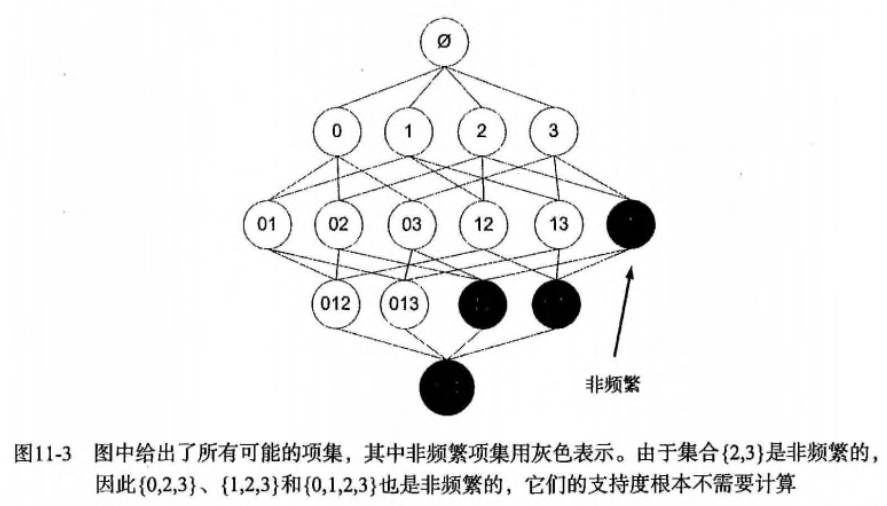 Ø
0 1 2 3
01 02 03 12 13
012 013
非频繁
图11-3 图中给出了所有可能的项集，其中非频繁项集用灰色表示。由于集合{2,3}是非频繁的，
因此{0,2,3}、{1,2,3}和{0,1,2,3}也是非频繁的，它们的支持度根本不需要计算